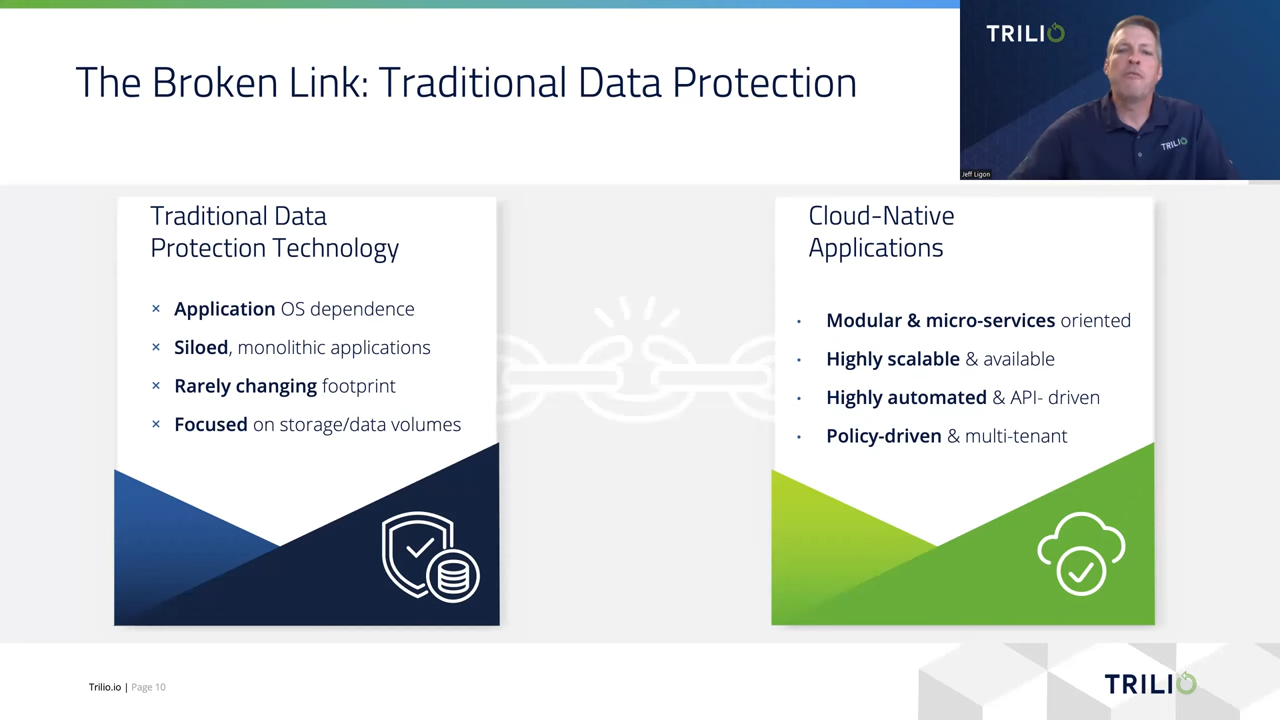 The Broken Link: Traditional Data Protection
TRILIO
TRILIO
Jeff Ligon
Traditional Data
Protection Technology
× Application OS dependence
× Siloed, monolithic applications
× Rarely changing footprint
× Focused on storage/data volumes
Cloud-Native
Applications
• Modular & micro-services oriented
• Highly scalable & available
• Highly automated & API- driven
• Policy-driven & multi-tenant
Trilio.io | Page 10
TRILIO